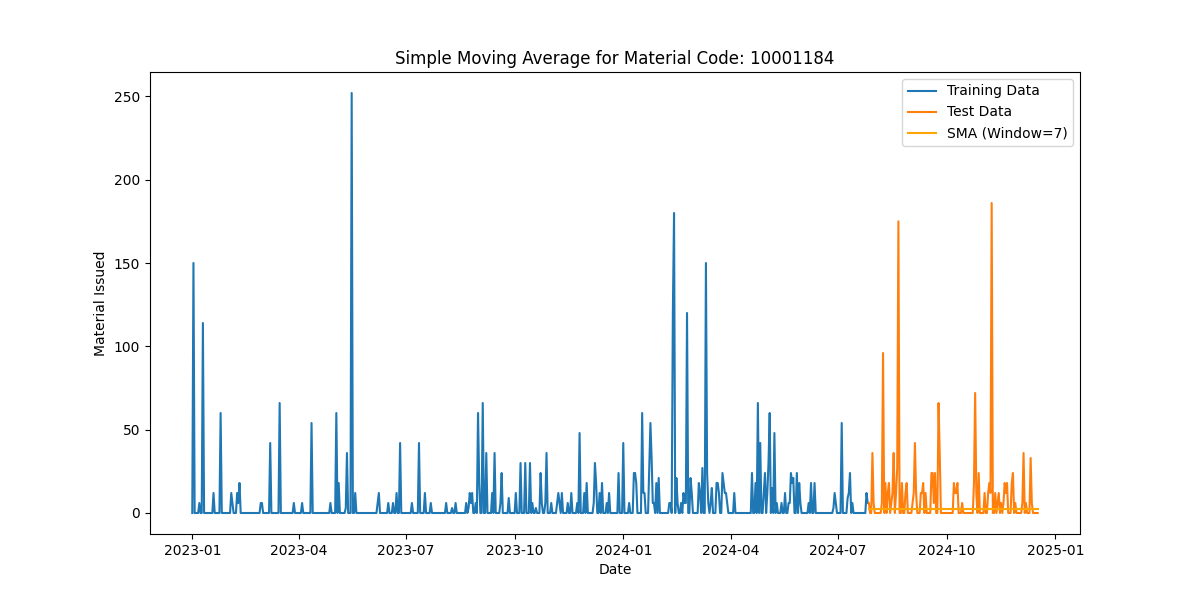 Simple Moving Average for Material Code: 10001184
Training Data
Test Data
SMA (Window=7)
Material Issued
250
200
150
100
50
0
2023-01
2023-04
2023-07
2023-10
2024-01
2024-04
2024-07
2024-10
2025-01
Date